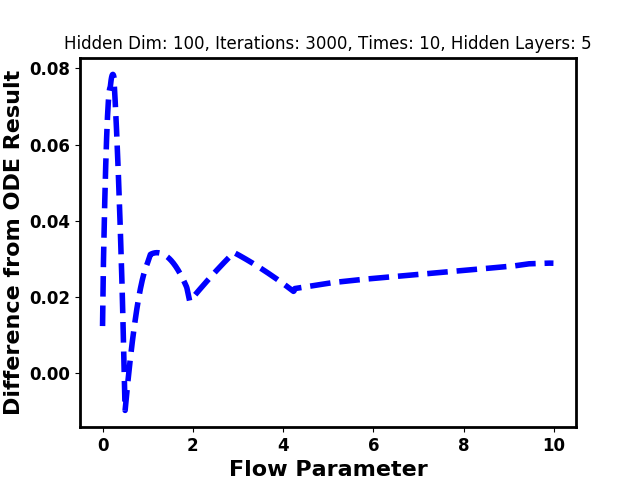 Hidden Dim: 100, Iterations: 3000, Times: 10, Hidden Layers: 5
Difference from ODE Result
0.08
0.06
0.04
0.02
0.00
0 2 4 6 8 10
Flow Parameter